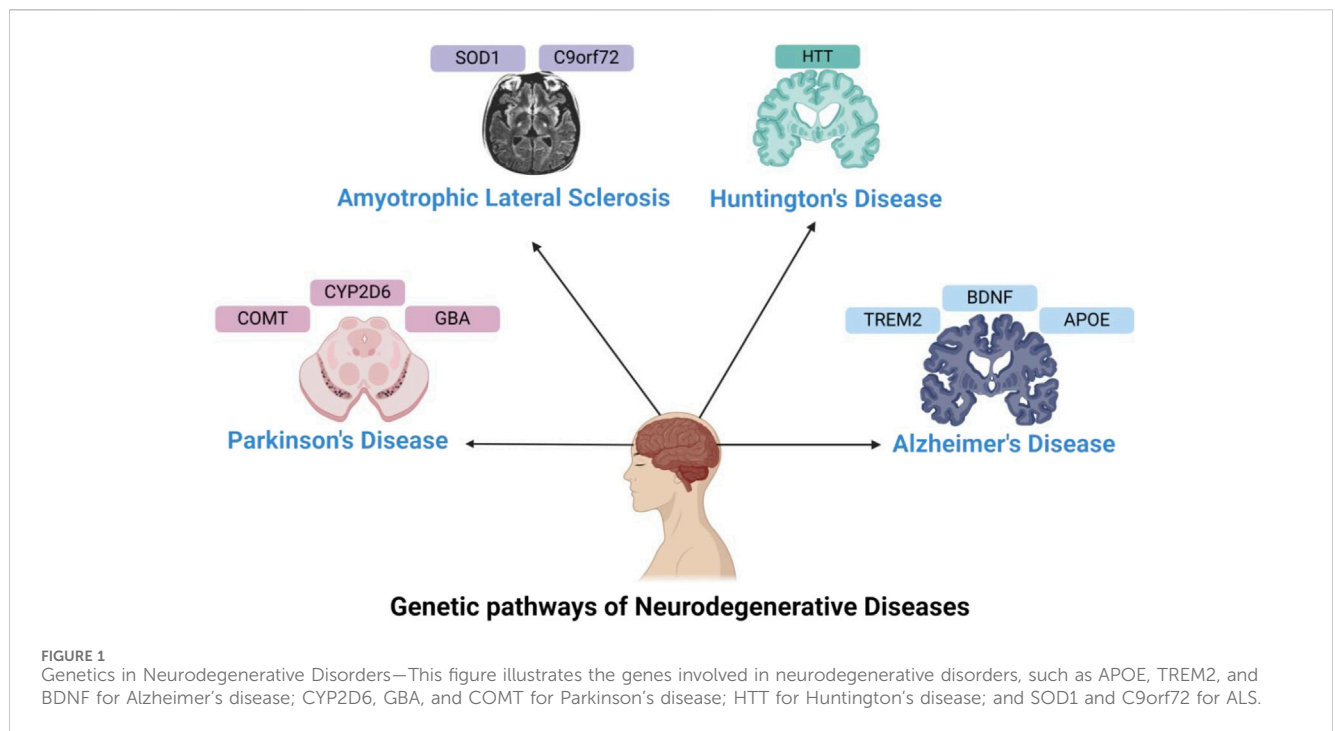 SOD1
C9orf72
HTT
Amyotrophic Lateral Sclerosis
Huntington's Disease
CYP2D6
COMT
GBA
BDNF
TREM2
APOE
Parkinson's Disease
Alzheimer's Disease
Genetic pathways of Neurodegenerative Diseases
FIGURE 1
Genetics in Neurodegenerative Disorders—This figure illustrates the genes involved in neurodegenerative disorders, such as APOE, TREM2, and
BDNF for Alzheimer's disease; CYP2D6, GBA, and COMT for Parkinson's disease; HTT for Huntington's disease; and SOD1 and C9orf72 for ALS.